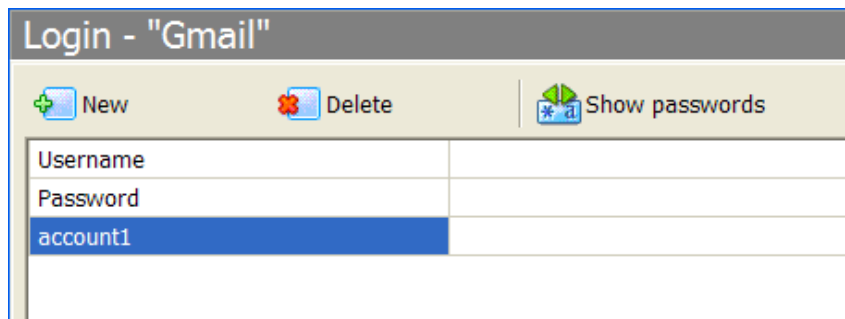 Login - "Gmail"
New Delete Show passwords
Username
Password
account1